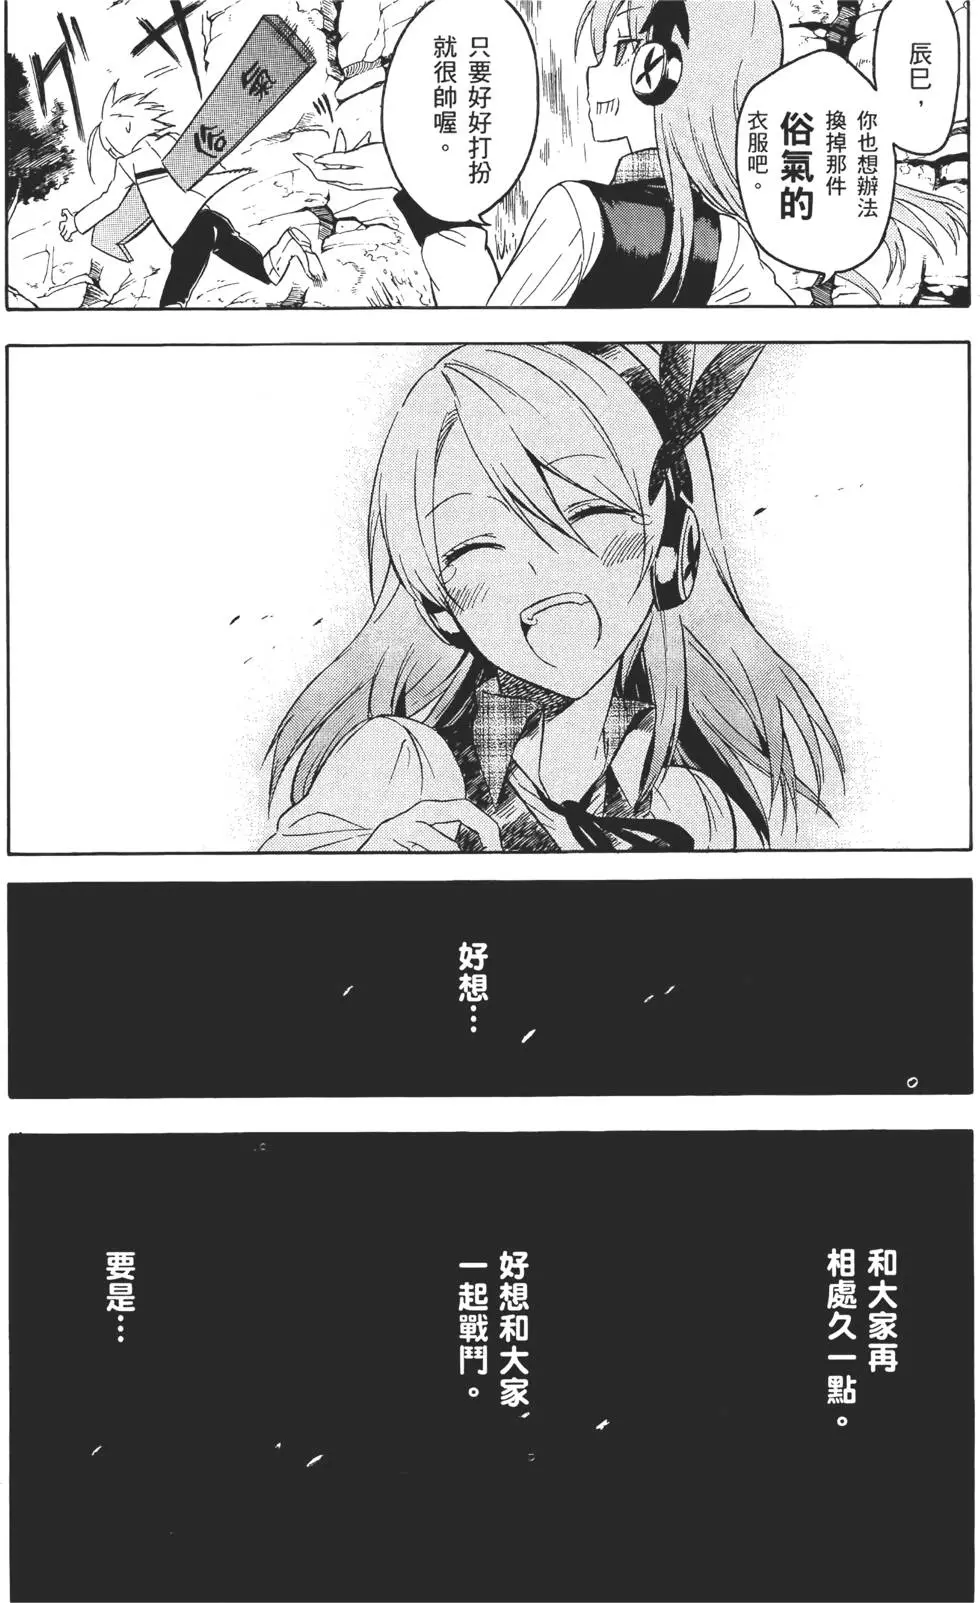 辰巳，
你也想辦法
換掉那件
俗氣的
衣服吧。
只要好好打扮
就很帥喔。
俗氣
好想…
和大家再
相處久一點。
好想和大家
一起戰鬥。
要是…